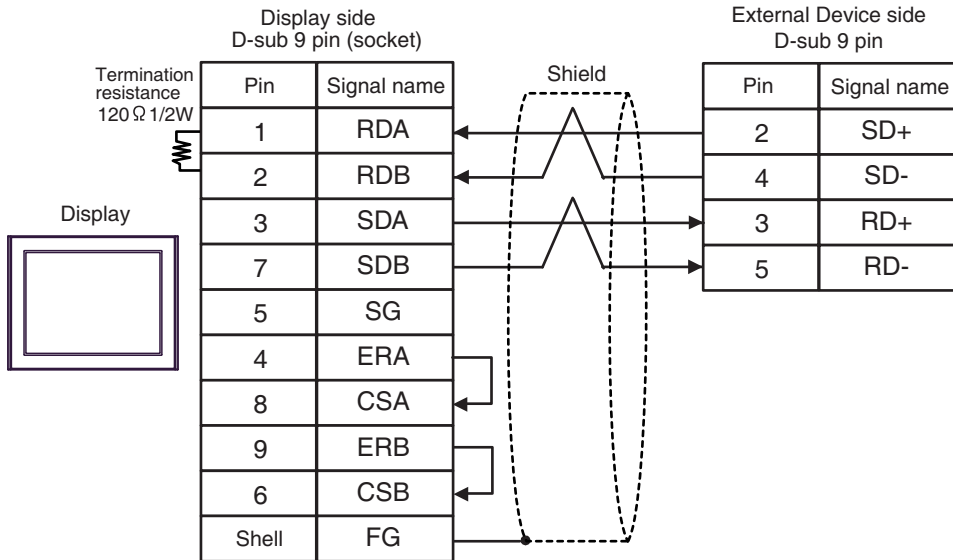 Display side
D-sub 9 pin (socket)
External Device side
D-sub 9 pin
Termination
resistance
120 Ω 1/2W
Shield
Display
Pin Signal name
1 RDA
2 RDB
3 SDA
7 SDB
5 SG
4 ERA
8 CSA
9 ERB
6 CSB
Shell FG
Pin Signal name
2 SD+
4 SD-
3 RD+
5 RD-